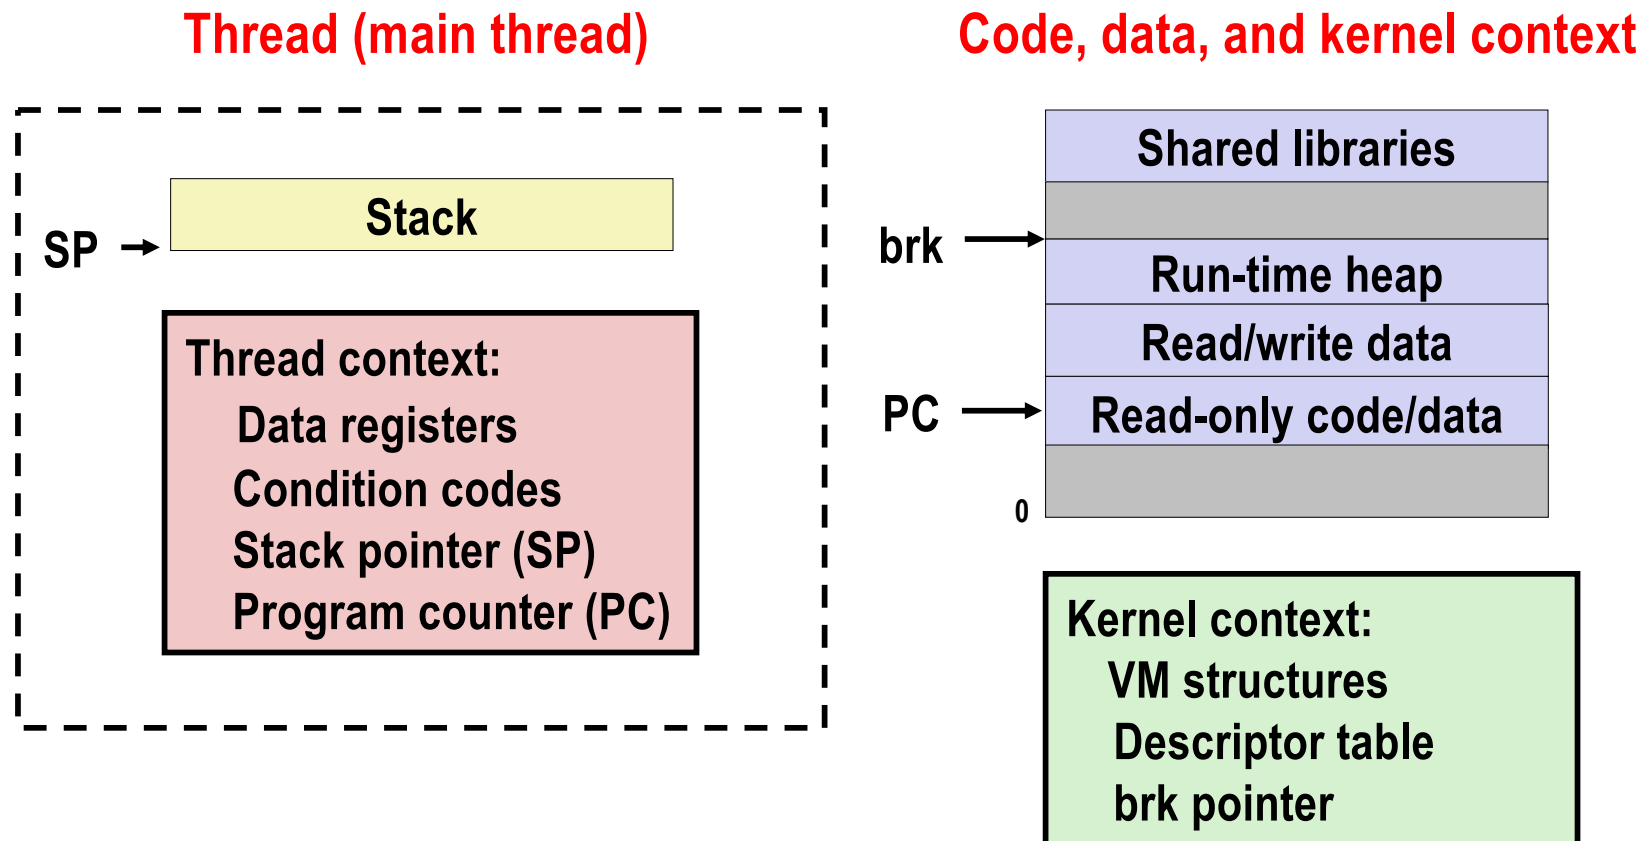 Thread (main thread)
Stack
SP
Thread context:
Data registers
Condition codes
Stack pointer (SP)
Program counter (PC)
Code, data, and kernel context
Shared libraries
brk
Run-time heap
Read/write data
PC
Read-only code/data
0
Kernel context:
VM structures
Descriptor table
brk pointer